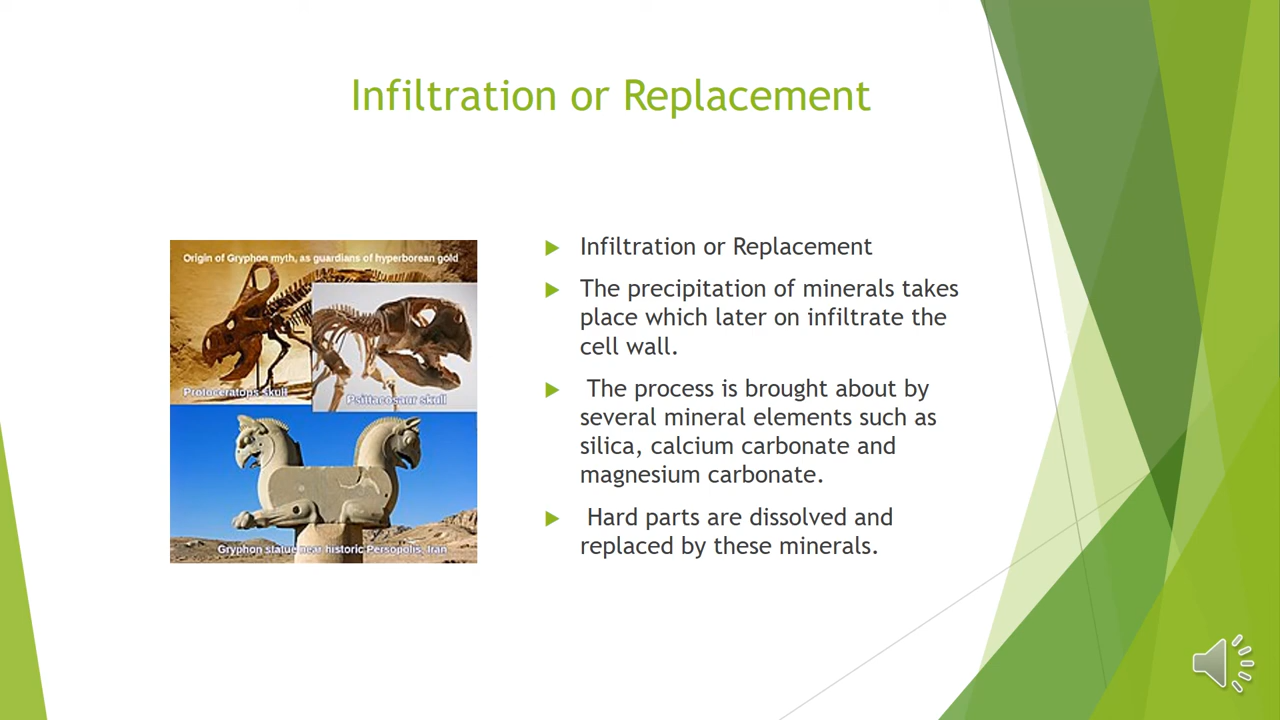 Infiltration or Replacement
Origin of Gryphon myth, as guardians of hyperborean gold
Protoceratops skull
Psittacosaur skull
Gryphon statue near historic Persopolis, Iran
Infiltration or Replacement
The precipitation of minerals takes
place which later on infiltrate the
cell wall.
The process is brought about by
several mineral elements such as
silica, calcium carbonate and
magnesium carbonate.
Hard parts are dissolved and
replaced by these minerals.